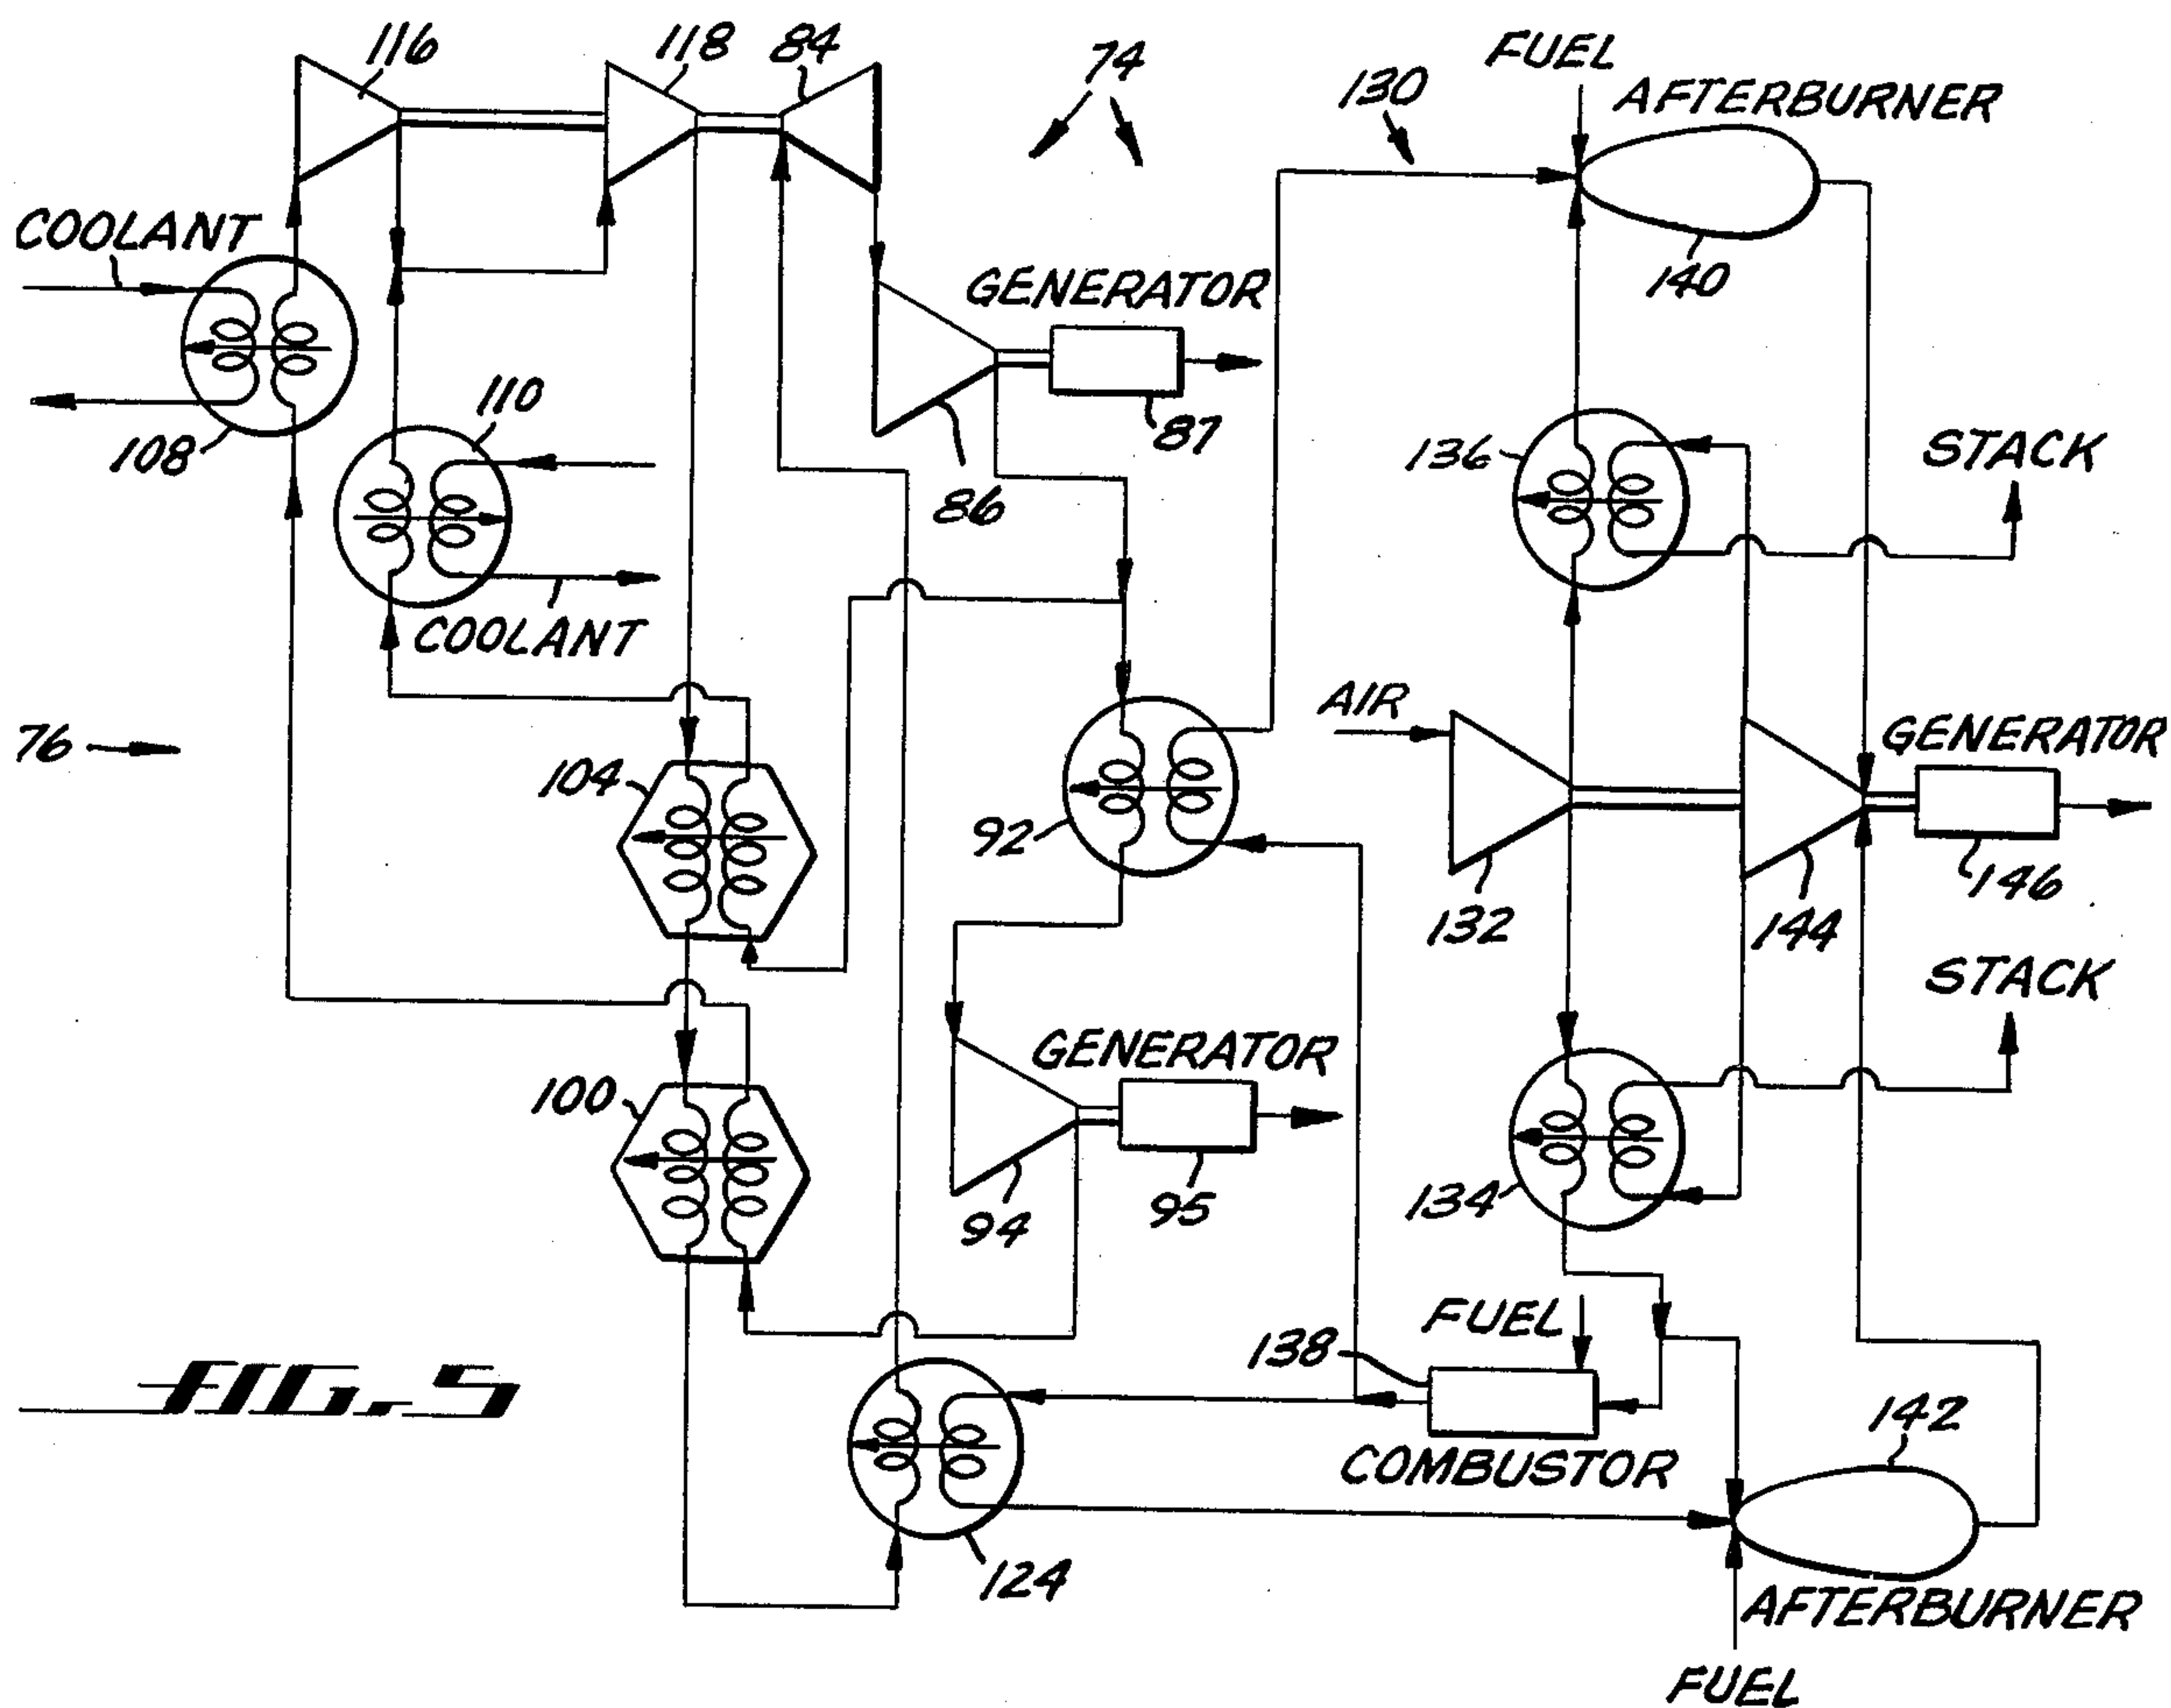 116
118
84
74
130
FUEL
AFTERBURNER
140
COOLANT
108
110
COOLANT
GENERATOR
87
86
136
STACK
76
104
92
AIR
132
GENERATOR
146
144
STACK
100
GENERATOR
95
94
134
FUEL
138
COMBUSTOR
142
AFTERBURNER
FUEL
124
FIG. 5